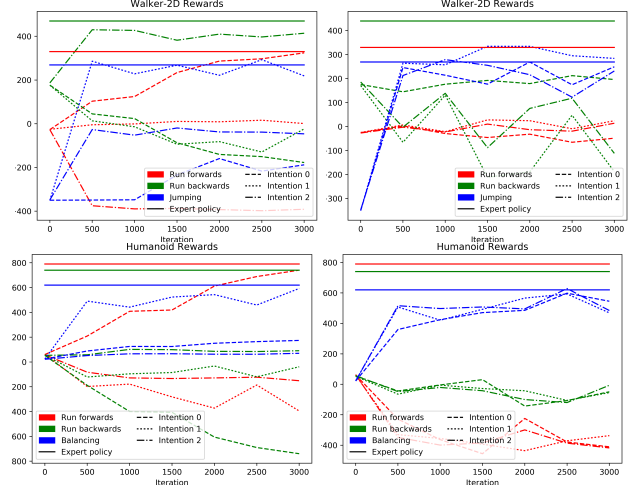 Walker-2D Rewards
400
200
0
-200
-400
0 500 1000 1500 2000 2500 3000
Iteration
Run forwards
Run backwards
Jumping
Expert policy
Intention 0
Intention 1
Intention 2
Walker-2D Rewards
400
300
200
100
0
-100
-200
-300
0 500 1000 1500 2000 2500 3000
Iteration
Run forwards
Run backwards
Jumping
Expert policy
Intention 0
Intention 1
Intention 2
Humanoid Rewards
800
600
400
200
0
200
400
600
800
0 500 1000 1500 2000 2500 3000
Iteration
Run forwards
Run backwards
Balancing
Expert policy
Intention 0
Intention 1
Intention 2
Humanoid Rewards
800
600
400
200
0
-200
-400
0 500 1000 1500 2000 2500 3000
Iteration
Run forwards
Run backwards
Balancing
Expert policy
Intention 0
Intention 1
Intention 2